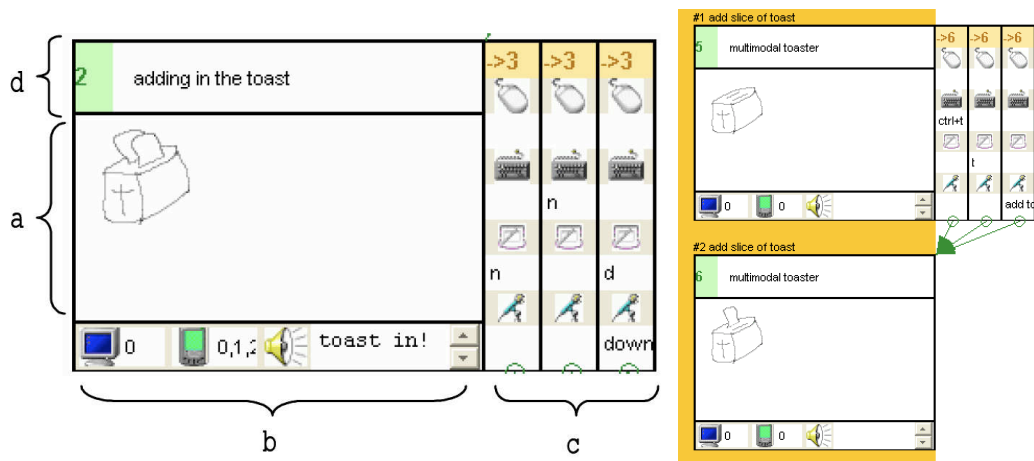 d
a
b
c
2
adding in the toast
->3 ->3 ->3
n
n d
down
0
0,1,2
toast in!
#1 add slice of toast
5
multimodal toaster
->6 ->6 ->6
ctrl+t
t
add to
0 0
#2 add slice of toast
6
multimodal toaster
0 0